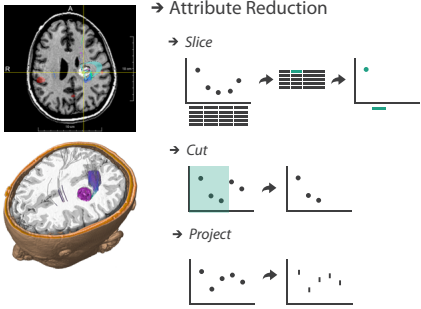 → Attribute Reduction
A
R
→ Slice
→ Cut
→ Project